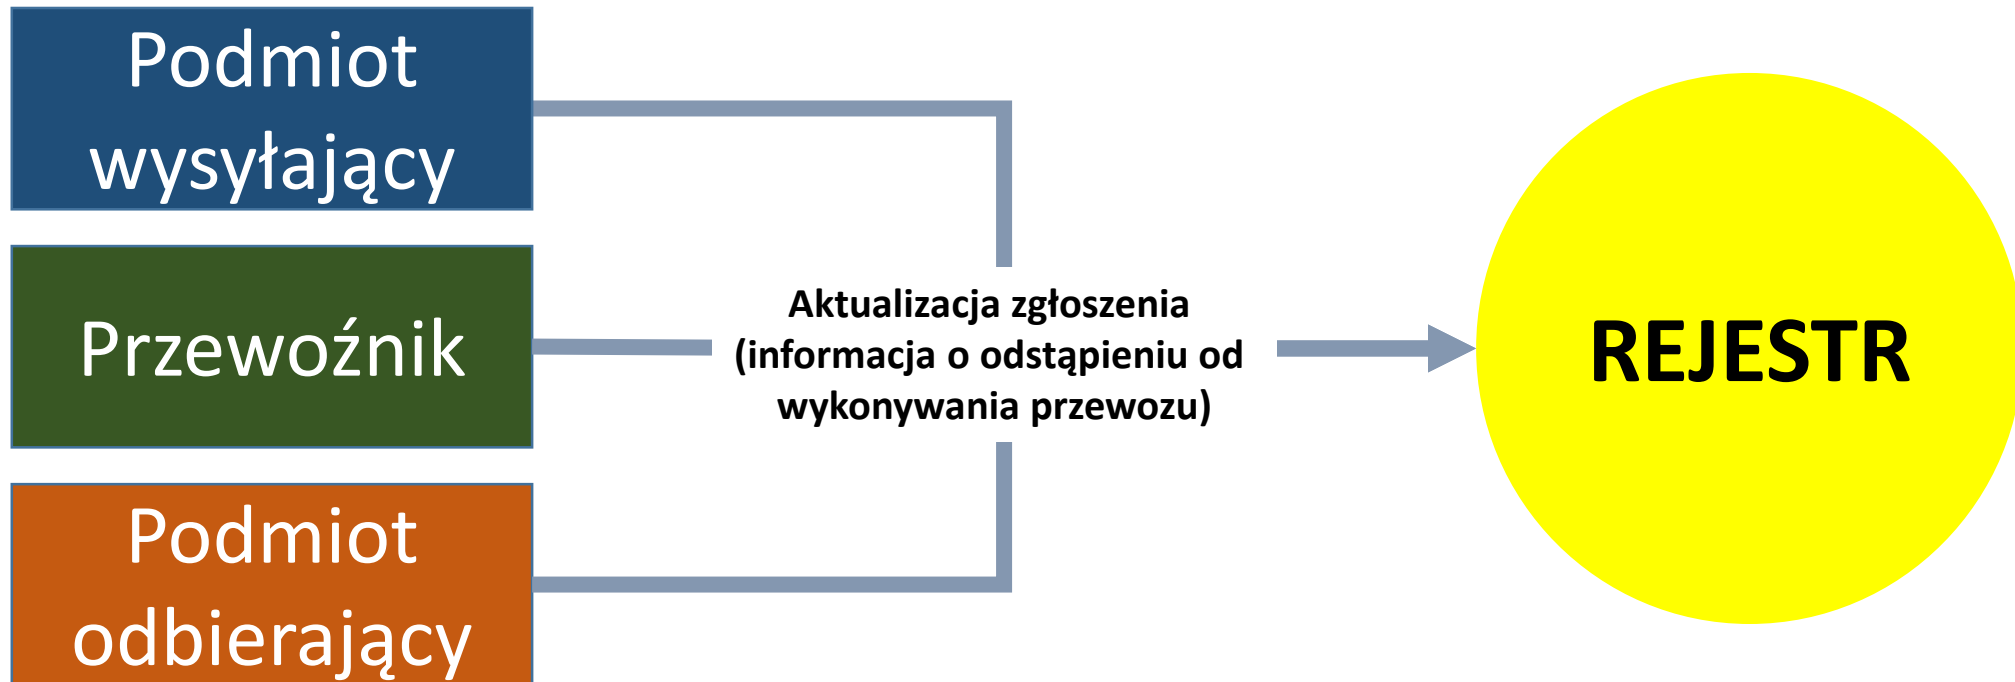 Podmiot
wysyłający
Przewoźnik
Podmiot
odbierający
Aktualizacja zgłoszenia
(informacja o odstąpieniu od
wykonywania przewozu)
REJESTR